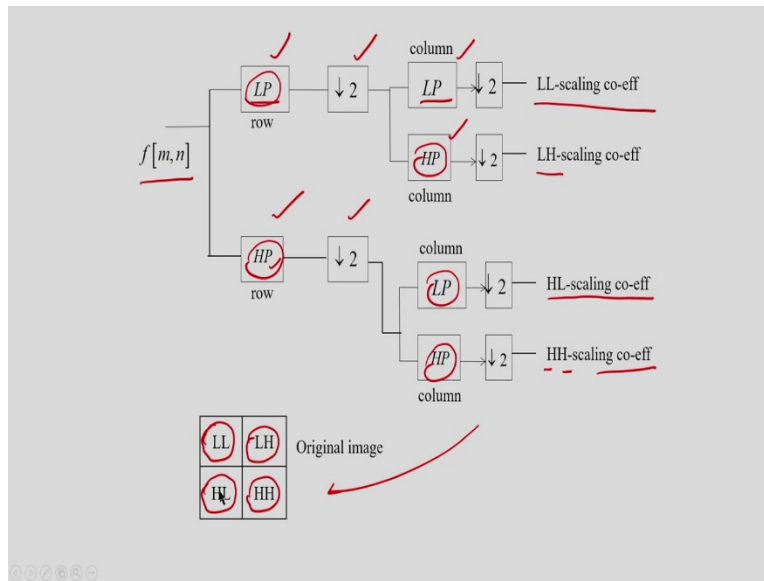 column
LP
↓ 2
LP
↓ 2
LL-scaling co-eff
row
f[m,n]
HP
↓ 2
LH-scaling co-eff
column
column
HP
↓ 2
LP
↓ 2
HL-scaling co-eff
row
HP
↓ 2
HH-scaling co-eff
column
LL LH
Original image
HL HH